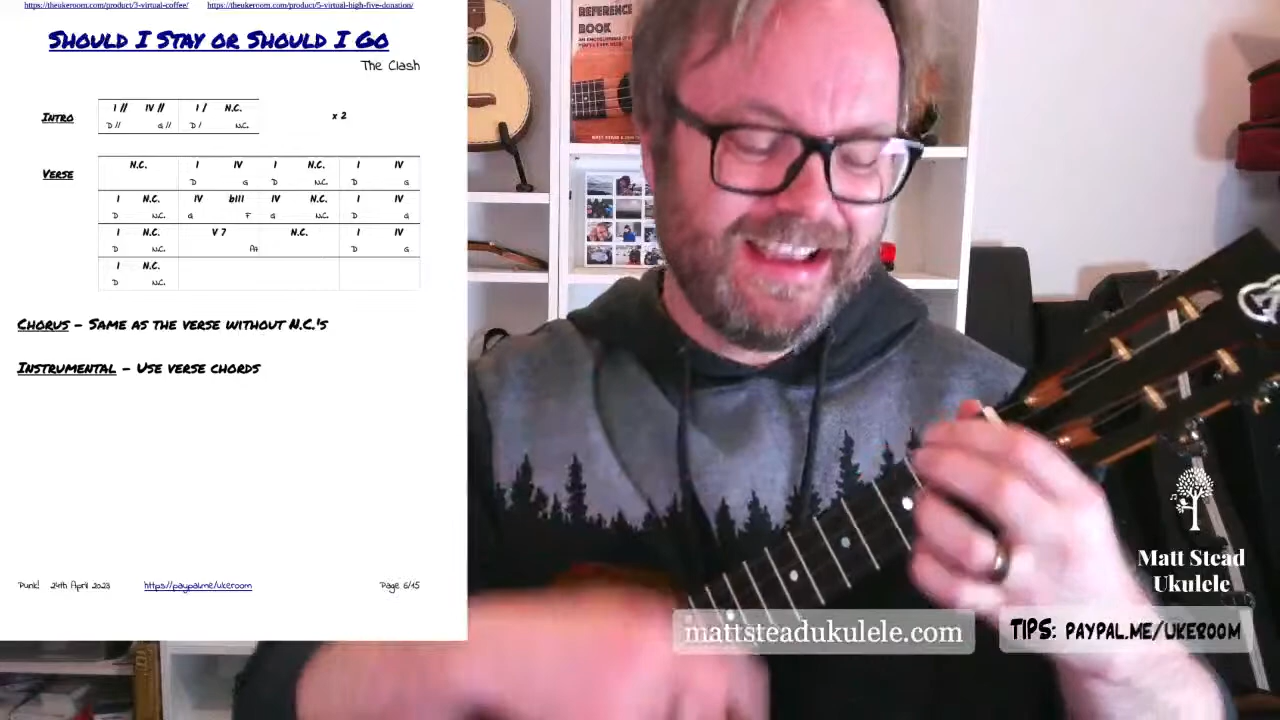 https://theukeroom.com/product/3-virtual-coffee/ https://theukeroom.com/product/5-virtual-high-five-donation/
Should I Stay or Should I Go
The Clash
Intro
I // IV // I / N.C.
D // G // D / N.C.
x 2
Verse
N.C. I IV I N.C. I IV
D G D N.C. D G
I N.C. IV bIII IV N.C. I IV
D N.C. G F G N.C. D G
I N.C. V 7 N.C. I IV
D N.C. A7 D G
I N.C.
D N.C.
Chorus – Same as the verse without N.C.'s
Instrumental – Use verse chords
Punk! 24th April 2023 https://paypal.me/ukeroom Page 6/15
REFERENCE
BOOK
Matt Stead
Ukulele
mattsteadukulele.com
TIPS: PAYPAL.ME/UKEROOM